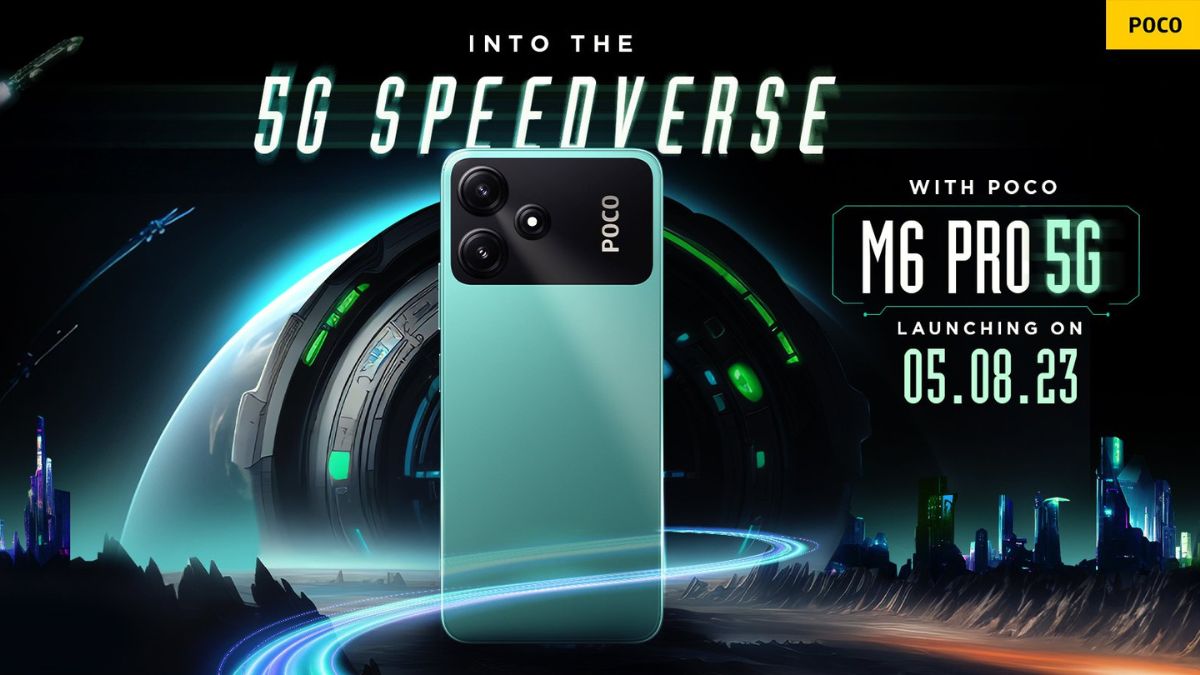 POCO
INTO THE
5G SPEEDVERSE
POCO
WITH POCO
M6 PRO 5G
LAUNCHING ON
05.08.23